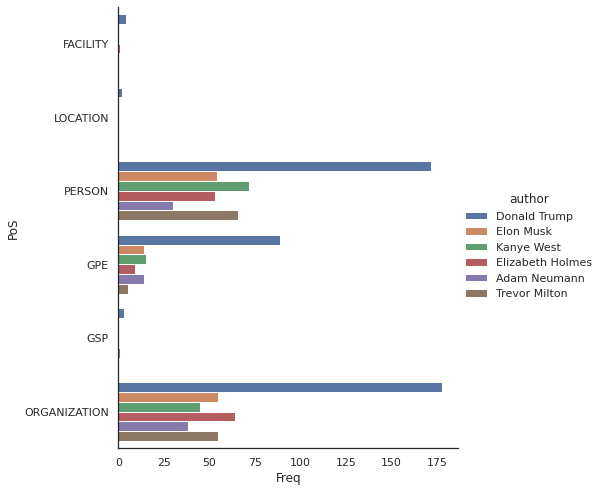 FACILITY
LOCATION
PERSON
GPE
GSP
ORGANIZATION
PoS
0 25 50 75 100 125 150 175
Freq
author
Donald Trump
Elon Musk
Kanye West
Elizabeth Holmes
Adam Neumann
Trevor Milton